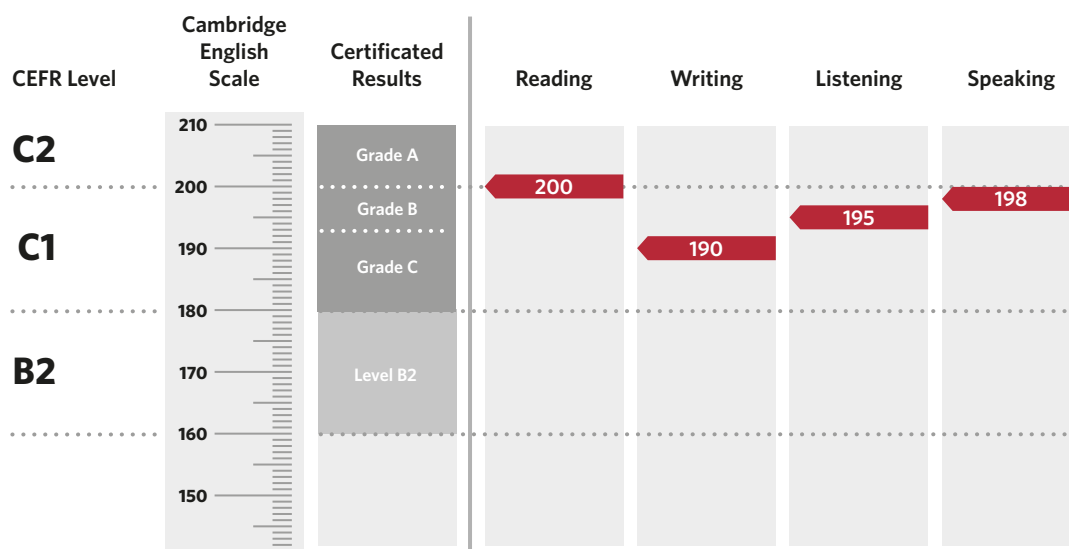 Cambridge
English
Scale
Certificated
Results
CEFR Level
Reading
Writing
Listening
Speaking
C2
C1
B2
210
200
190
180
170
160
150
Grade A
Grade B
Grade C
Level B2
200
190
195
198